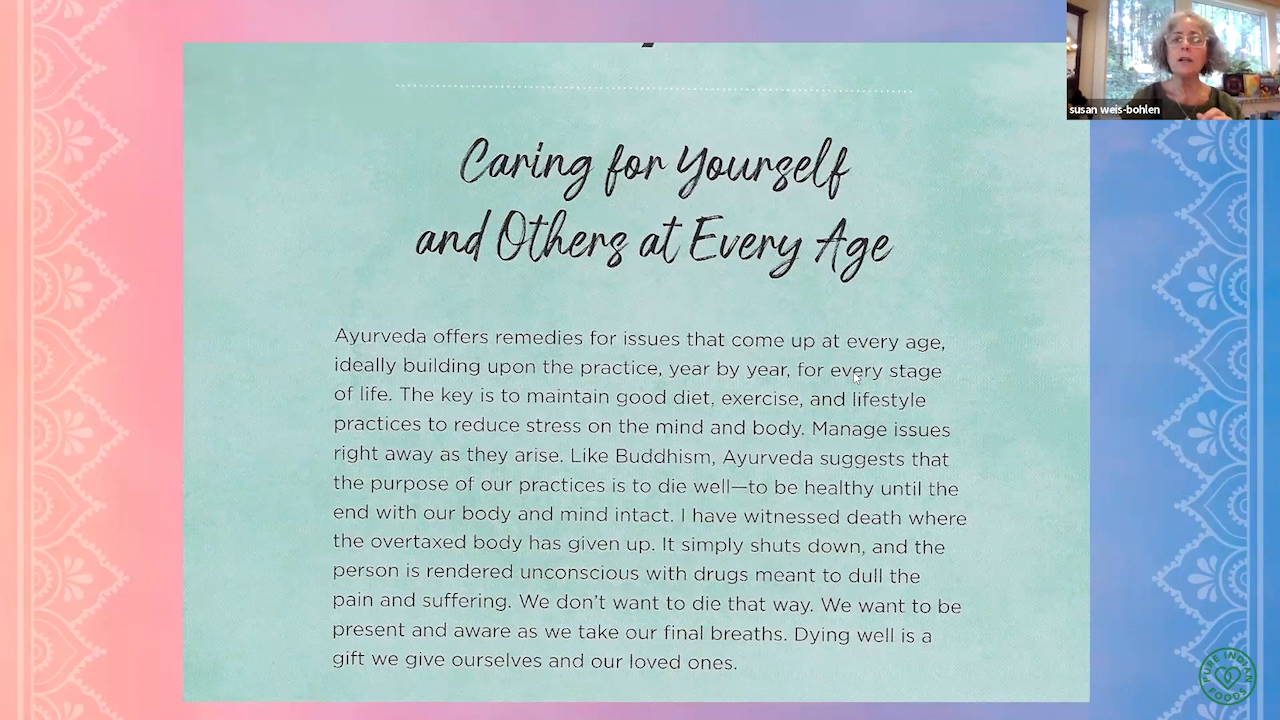 susan weis-bohlen
Caring for Yourself
and Others at Every Age
Ayurveda offers remedies for issues that come up at every age,
ideally building upon the practice, year by year, for every stage
of life. The key is to maintain good diet, exercise, and lifestyle
practices to reduce stress on the mind and body. Manage issues
right away as they arise. Like Buddhism, Ayurveda suggests that
the purpose of our practices is to die well—to be healthy until the
end with our body and mind intact. I have witnessed death where
the overtaxed body has given up. It simply shuts down, and the
person is rendered unconscious with drugs meant to dull the
pain and suffering. We don’t want to die that way. We want to be
present and aware as we take our final breaths. Dying well is a
gift we give ourselves and our loved ones.
PURE INDIAN
FOODS